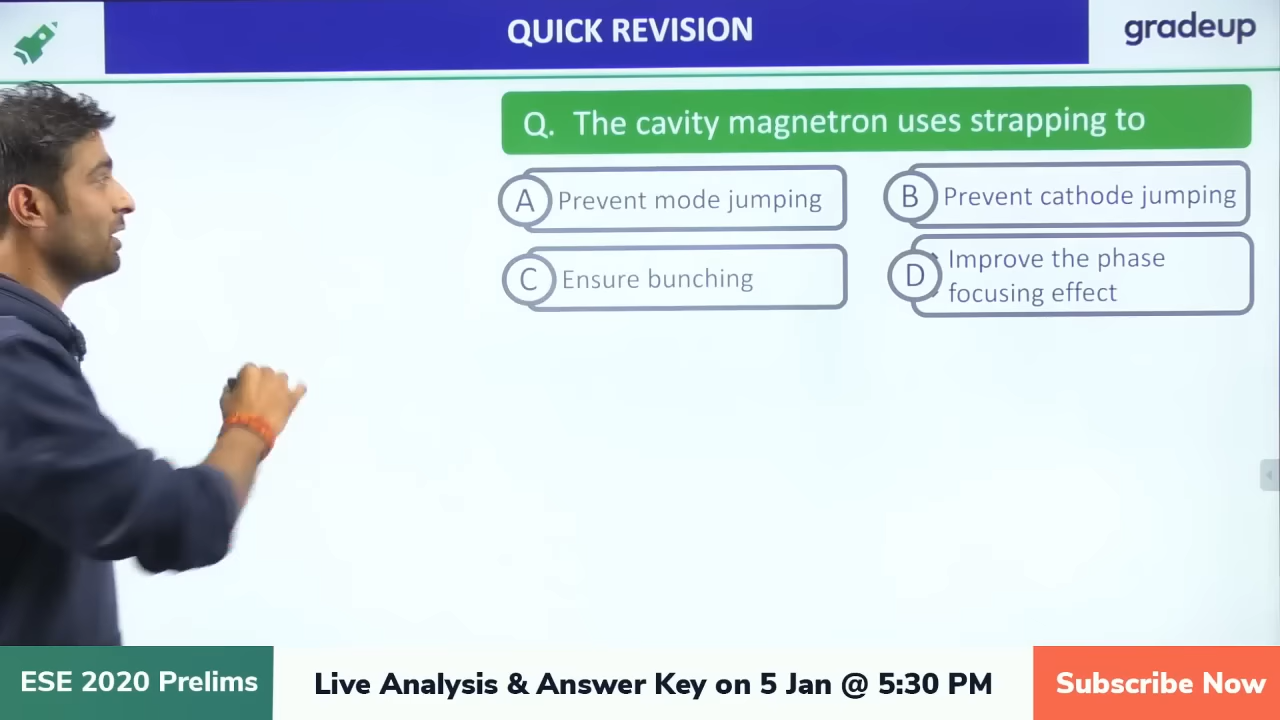 QUICK REVISION
gradeup
Q. The cavity magnetron uses strapping to
A Prevent mode jumping
B Prevent cathode jumping
C Ensure bunching
D Improve the phase
focusing effect
ESE 2020 Prelims
Live Analysis & Answer Key on 5 Jan @ 5:30 PM
Subscribe Now